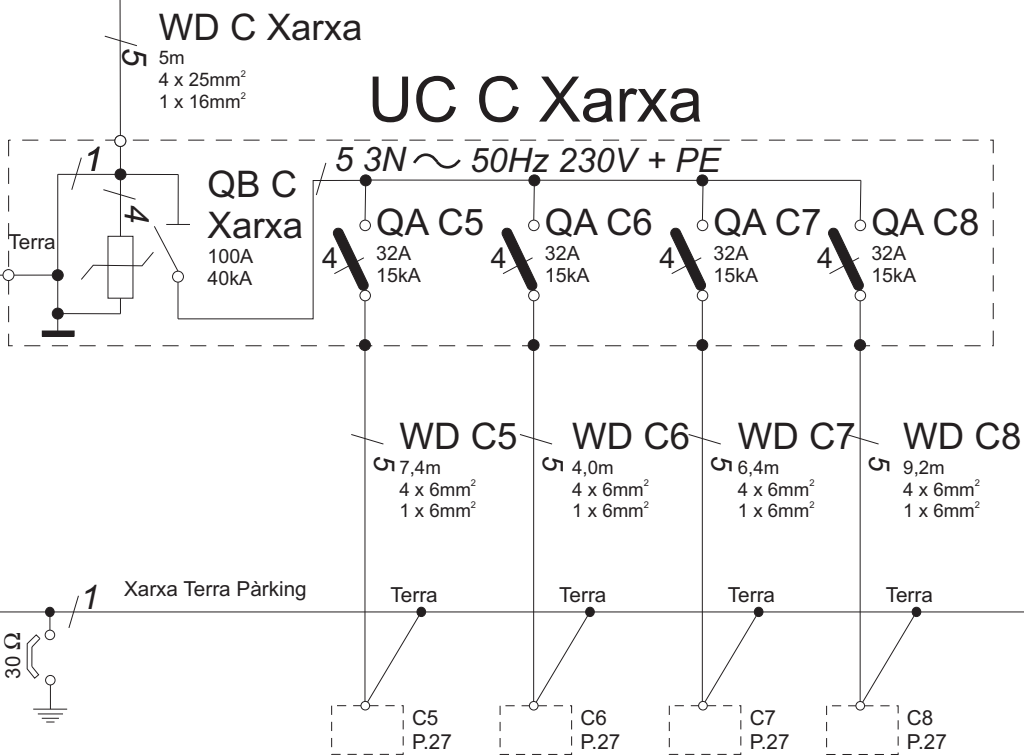 WD C Xarxa
5
5m
4 x 25mm²
1 x 16mm²
UC C Xarxa
1
5 3N ～ 50Hz 230V + PE
4
QB C
Xarxa
100A
40kA
Terra
4
QA C5
32A
15kA
4
QA C6
32A
15kA
4
QA C7
32A
15kA
4
QA C8
32A
15kA
5
WD C5
7,4m
4 x 6mm²
1 x 6mm²
5
WD C6
4,0m
4 x 6mm²
1 x 6mm²
5
WD C7
6,4m
4 x 6mm²
1 x 6mm²
5
WD C8
9,2m
4 x 6mm²
1 x 6mm²
1
Xarxa Terra Pàrking
Terra
Terra
Terra
Terra
30 Ω
C5
P.27
C6
P.27
C7
P.27
C8
P.27